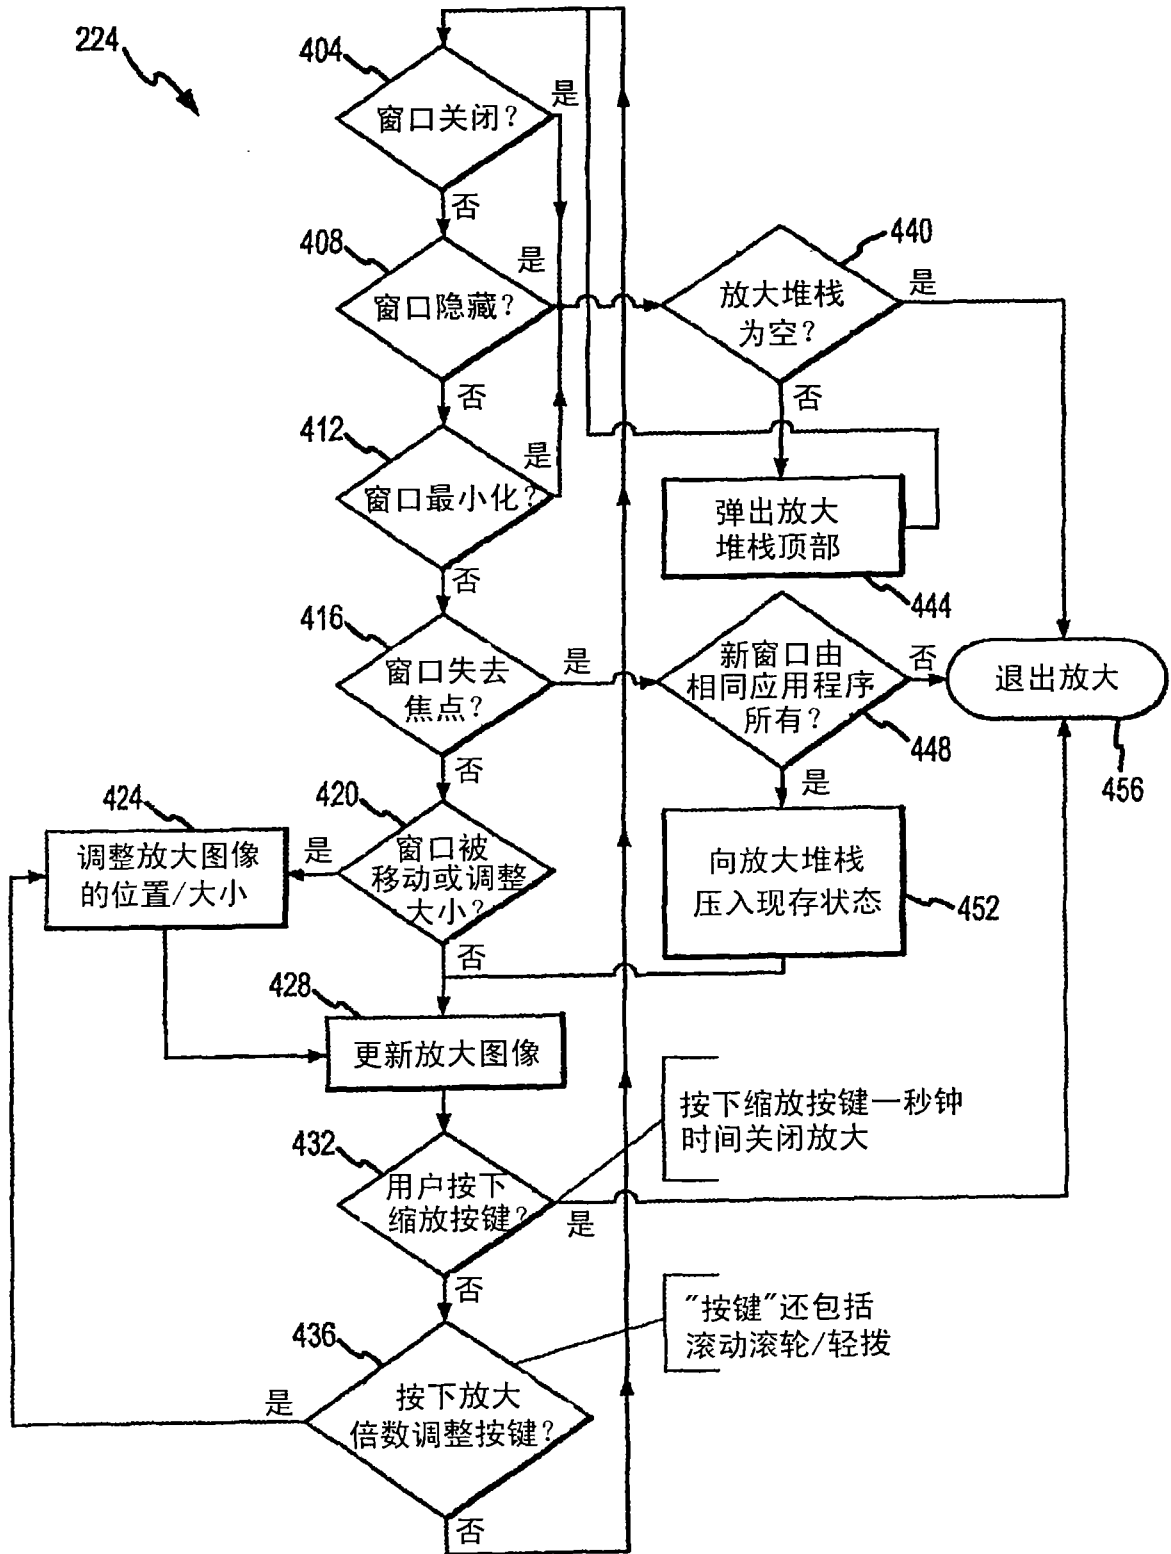 224
404
窗口关闭？
是
否
408
窗口隐藏？
是
否
440
放大堆栈
为空？
是
否
412
窗口最小化？
是
否
弹出放大
堆栈顶部
444
416
窗口失去
焦点？
是
否
新窗口由
相同应用程序
所有？
否
448
是
退出放大
456
424
调整放大图像
的位置/大小
420
窗口被
移动或调整
大小？
是
否
向放大堆栈
压入现存状态
452
428
更新放大图像
按下缩放按键一秒钟
时间关闭放大
432
用户按下
缩放按键？
是
否
"按键"还包括
滚动滚轮/轻拨
436
按下放大
倍数调整按键？
是
否